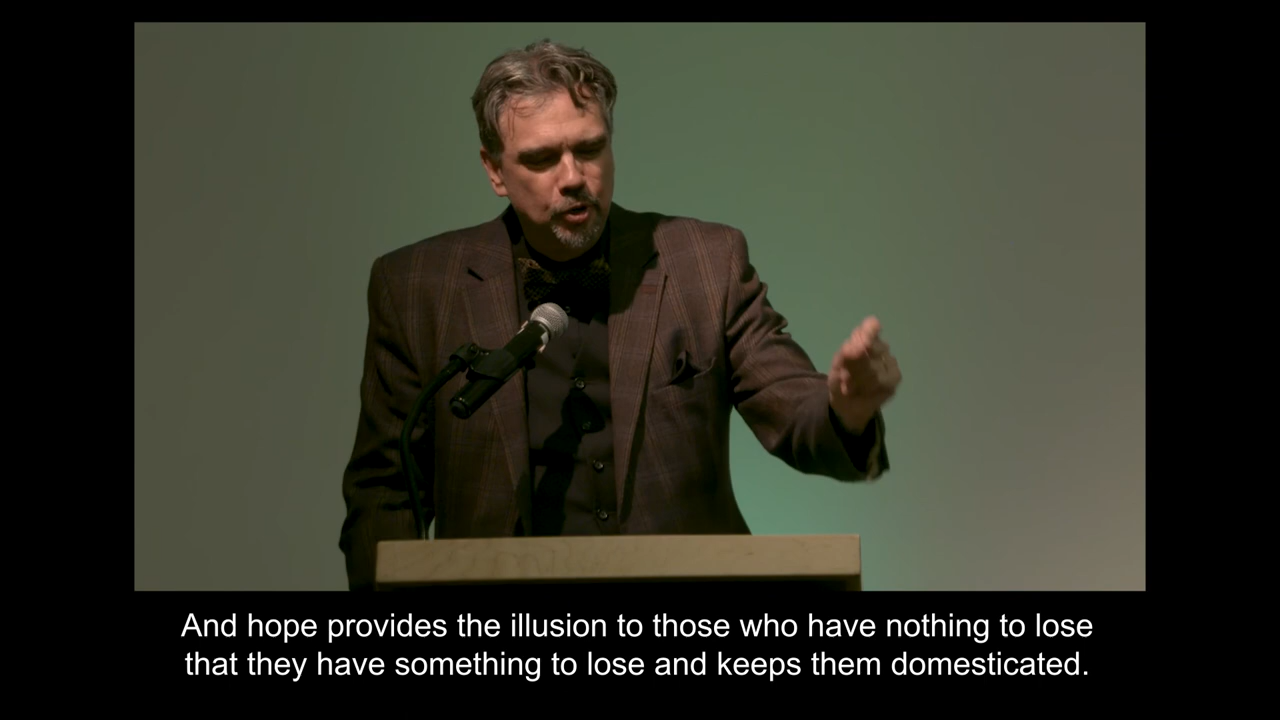 And hope provides the illusion to those who have nothing to lose
that they have something to lose and keeps them domesticated.